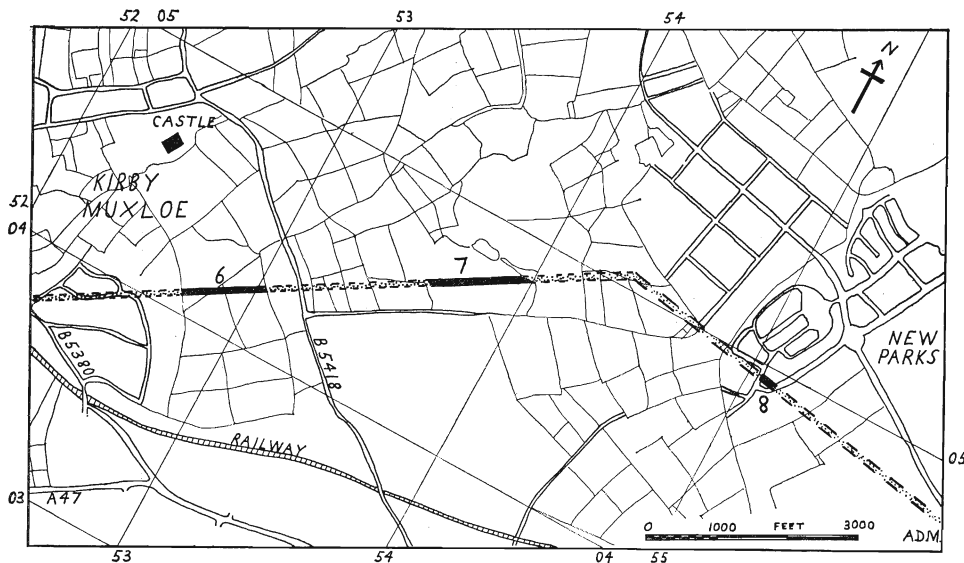 52 05 53 54
N
CASTLE
KIRBY
MUXLOE
52
04
6
7
B5380
B5418
NEW
PARKS
8
RAILWAY
05
03
A47
0 1000 FEET 3000
ADM.
53 54 04 55